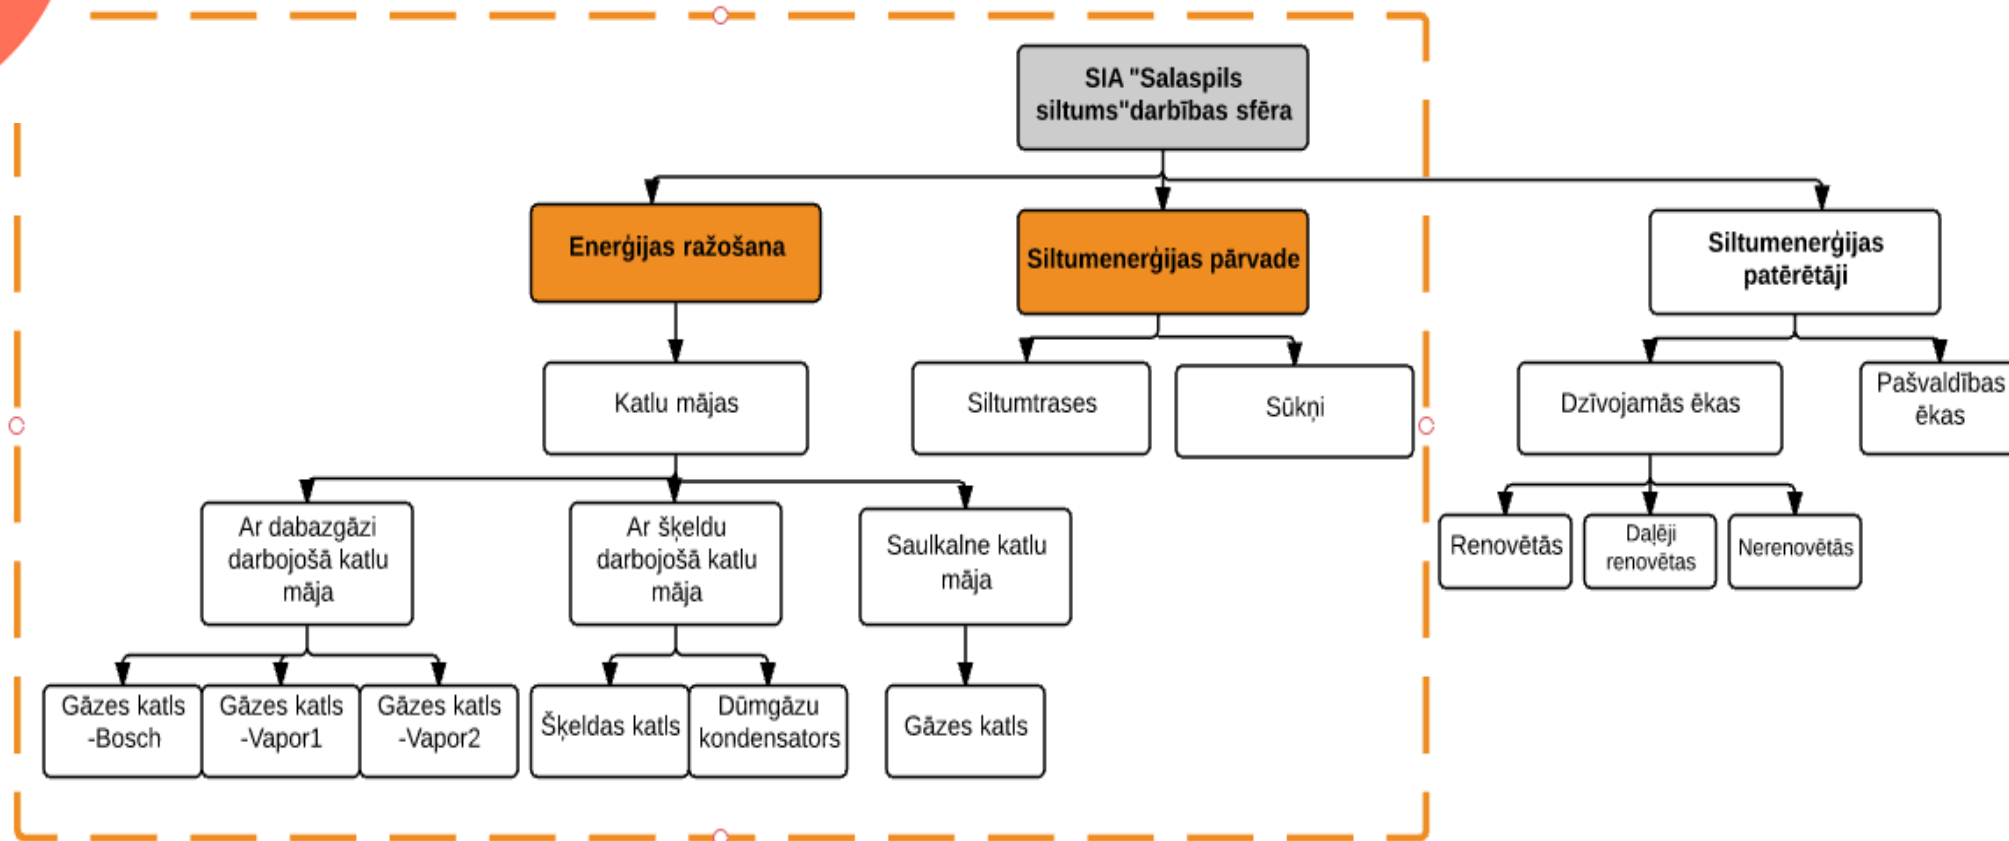 SIA "Salaspils
siltums"darbības sfēra
Enerģijas ražošana
Siltumenerģijas pārvade
Siltumenerģijas
patērētāji
Katlu mājas
Siltumtrases
Sūkņi
Dzīvojamās ēkas
Pašvaldības
ēkas
Ar dabazgāzi
darbojošā katlu
māja
Ar šķeldu
darbojošā katlu
māja
Saulkalne katlu
māja
Renovētās
Daļēji
renovētas
Nerenovētās
Gāzes katls
-Bosch
Gāzes katls
-Vapor1
Gāzes katls
-Vapor2
Šķeldas katls
Dūmgāzu
kondensators
Gāzes katls